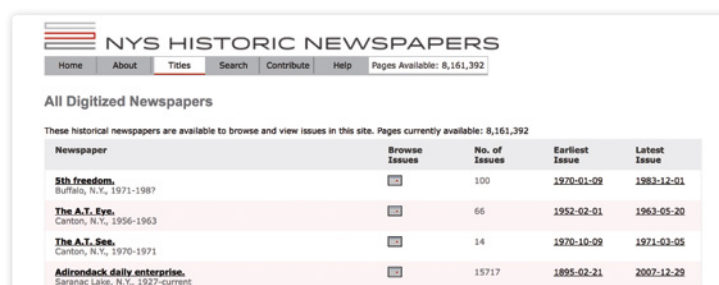 NYS HISTORIC NEWSPAPERS
Home About Titles Search Contribute Help Pages Available: 8,161,392
All Digitized Newspapers
These historical newspapers are available to browse and view issues in this site. Pages currently available: 8,161,392
Newspaper Browse Issues No. of Issues Earliest Issue Latest Issue
5th freedom. 100 1970-01-09 1983-12-01
Buffalo, N.Y., 1971-198?
The A.T. Eye. 66 1952-02-01 1963-05-20
Canton, N.Y., 1956-1963
The A.T. See. 14 1970-10-09 1971-03-05
Canton, N.Y., 1970-1971
Adirondack daily enterprise. 15717 1895-02-21 2007-12-29
Saranac Lake, N.Y., 1927-current